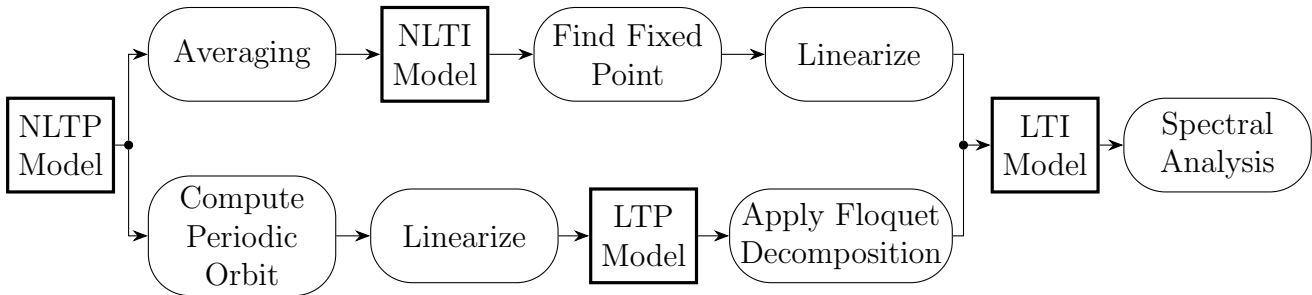 NLTP
Model
Averaging
NLTI
Model
Find Fixed
Point
Linearize
Compute
Periodic
Orbit
Linearize
LTP
Model
Apply Floquet
Decomposition
LTI
Model
Spectral
Analysis